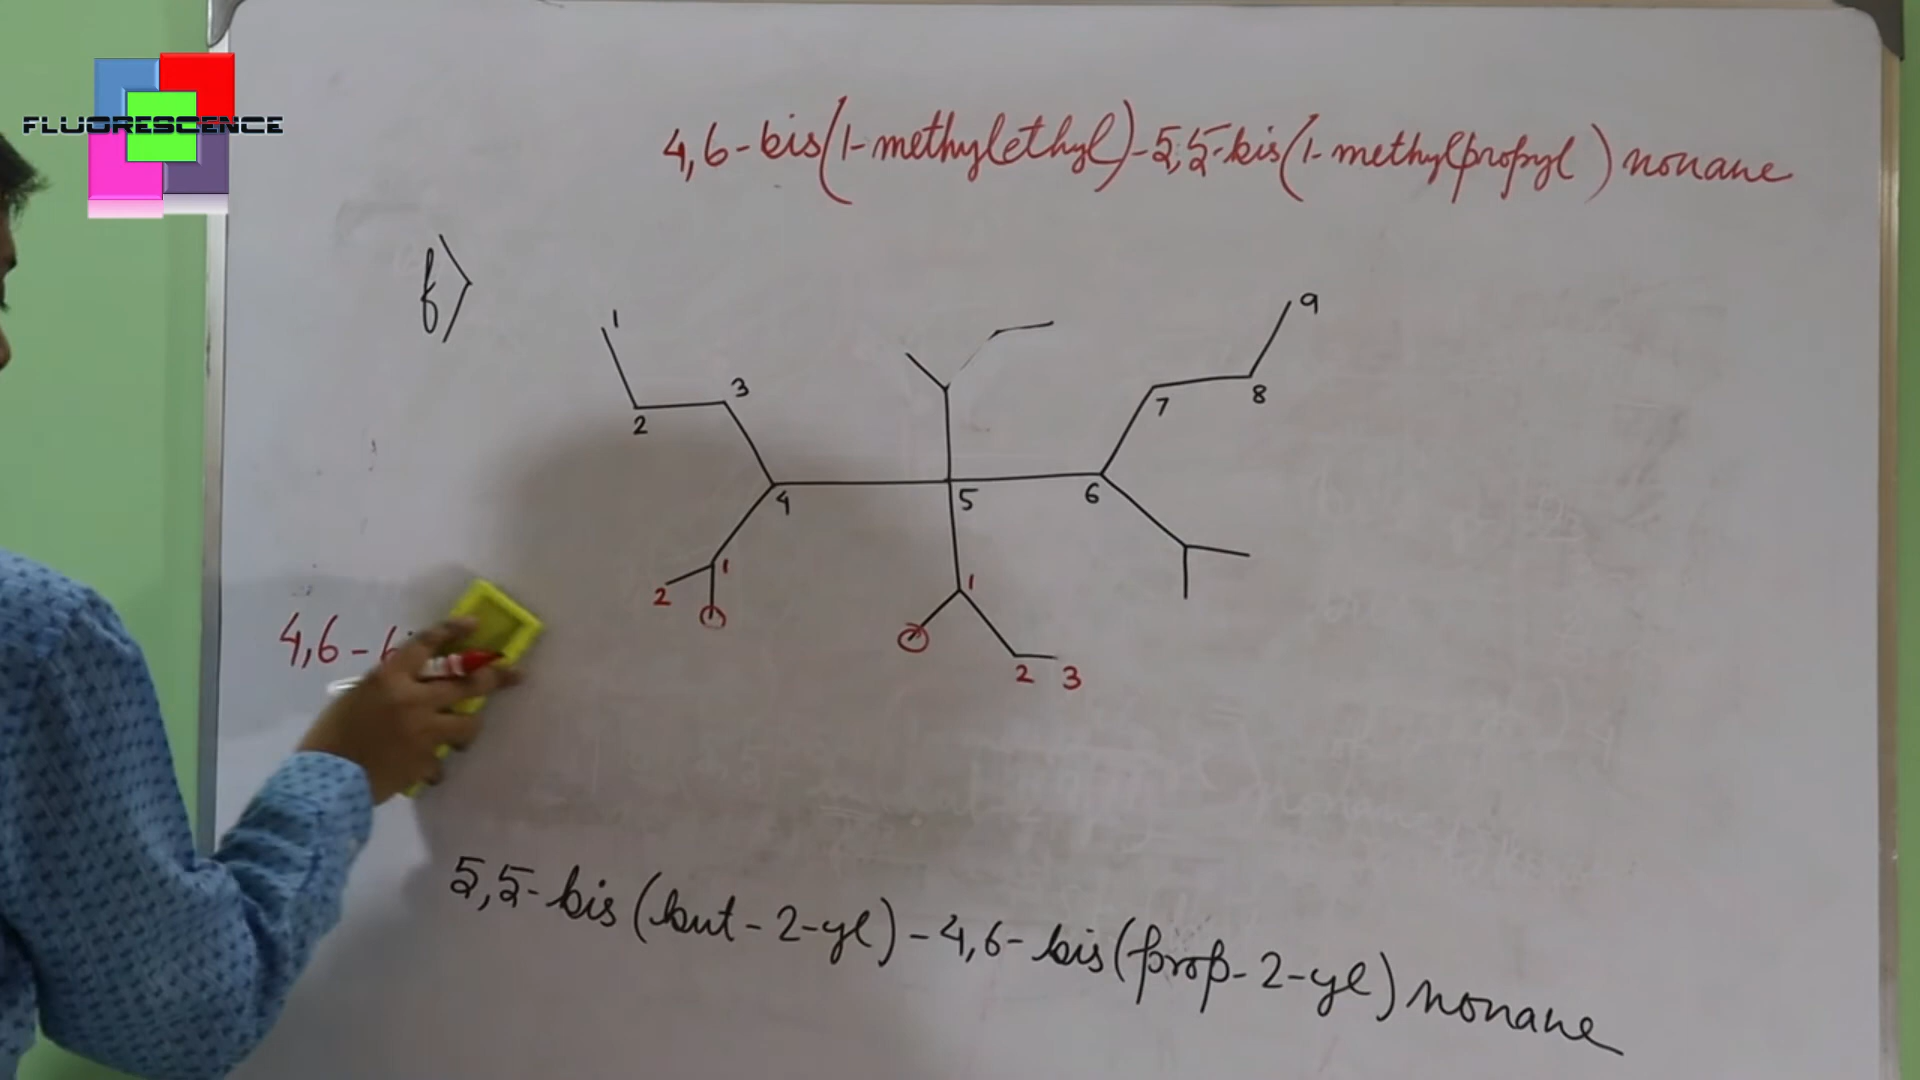 FLUORESCENCE
4,6-bis(1-methylethyl)-5,5-bis(1-methylpropyl)nonane
f)
1 9
3
2 7 8
4 5 6
1 1
2
2 3
4,6-
5,5-bis(but-2-yl)-4,6-bis(prop-2-yl)nonane